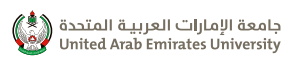 جامعة الإمارات العربية المتحدة
United Arab Emirates University